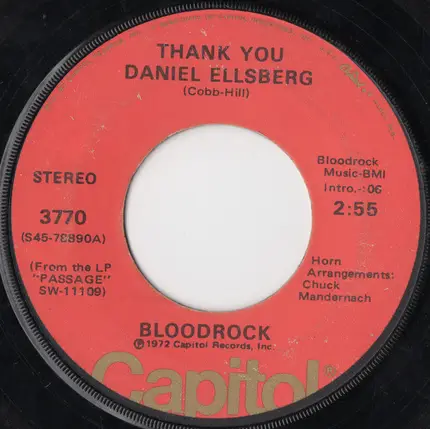 THANK YOU
DANIEL ELLSBERG
(Cobb-Hill)
STEREO
3770
(S45-78890A)
(From the LP
"PASSAGE"
SW-11109)
Bloodrock
Music-BMI
Intro.-:06
2:55
Horn
Arrangements:
Chuck
Mandernach
BLOODROCK
℗1972 Capitol Records, Inc.
Capitol®